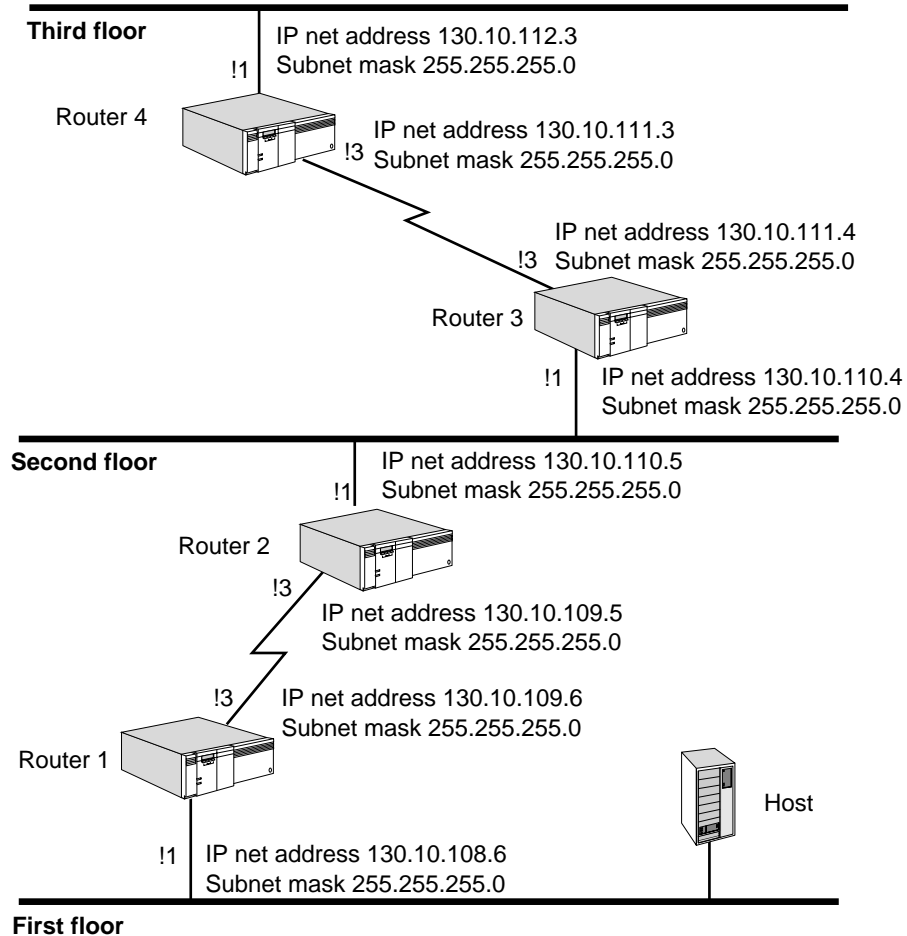 Third floor
IP net address 130.10.112.3
Subnet mask 255.255.255.0
!1
Router 4
IP net address 130.10.111.3
!3
Subnet mask 255.255.255.0
IP net address 130.10.111.4
!3
Subnet mask 255.255.255.0
Router 3
!1
IP net address 130.10.110.4
Subnet mask 255.255.255.0
Second floor
IP net address 130.10.110.5
!1
Subnet mask 255.255.255.0
Router 2
!3
IP net address 130.10.109.5
Subnet mask 255.255.255.0
!3
IP net address 130.10.109.6
Subnet mask 255.255.255.0
Router 1
Host
!1
IP net address 130.10.108.6
Subnet mask 255.255.255.0
First floor